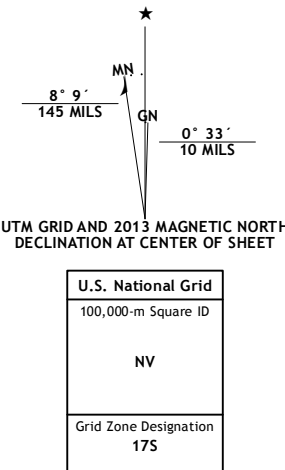 ★
MN
GN
8° 9´
145 MILS
0° 33´
10 MILS
UTM GRID AND 2013 MAGNETIC NORTH
DECLINATION AT CENTER OF SHEET
U.S. National Grid
100,000-m Square ID
NV
Grid Zone Designation
17S